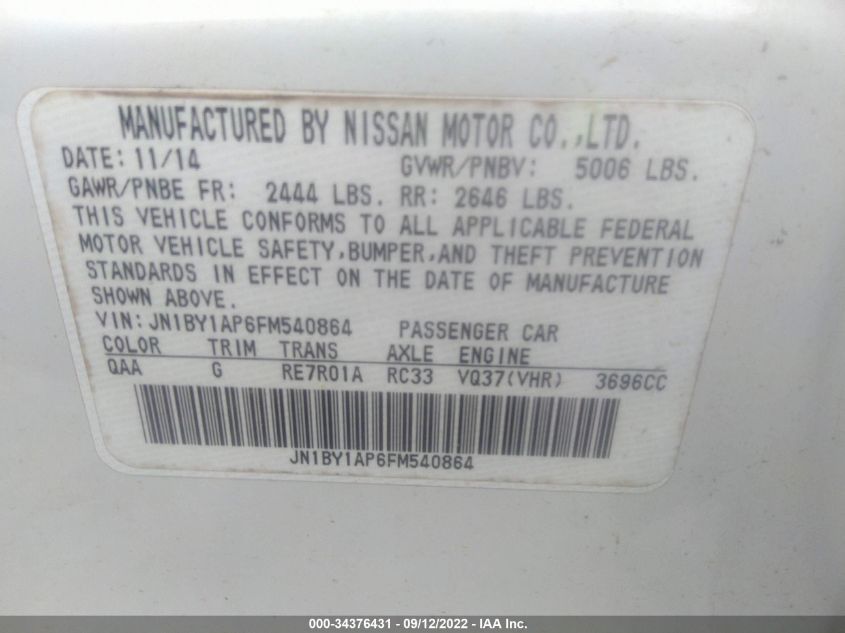 MANUFACTURED BY NISSAN MOTOR CO.,LTD.
DATE: 11/14 GVWR/PNBV: 5006 LBS.
GAWR/PNBE FR: 2444 LBS. RR: 2646 LBS.
THIS VEHICLE CONFORMS TO ALL APPLICABLE FEDERAL
MOTOR VEHICLE SAFETY,BUMPER,AND THEFT PREVENTION
STANDARDS IN EFFECT ON THE DATE OF MANUFACTURE
SHOWN ABOVE.
VIN: JN1BY1AP6FM540864 PASSENGER CAR
COLOR TRIM TRANS AXLE ENGINE
QAA G RE7R01A RC33 VQ37(VHR) 3696CC
JN1BY1AP6FM540864
000-34376431 - 09/12/2022 - IAA Inc.